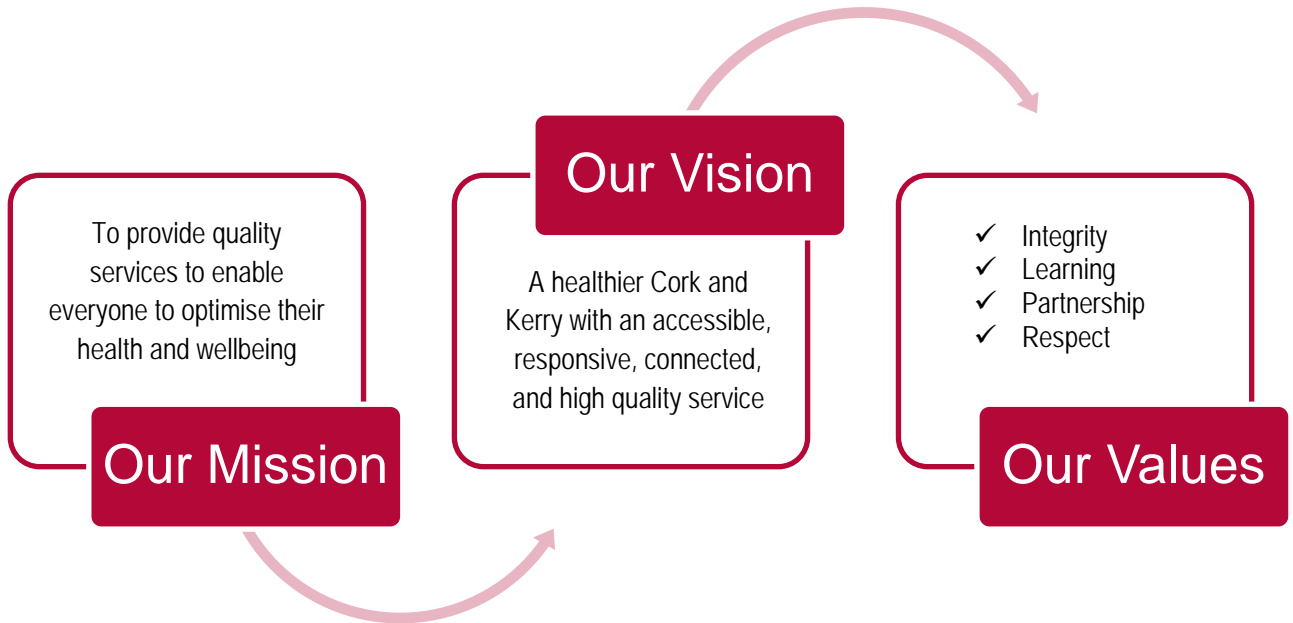 To provide quality
services to enable
everyone to optimise their
health and wellbeing
Our Mission
Our Vision
A healthier Cork and
Kerry with an accessible,
responsive, connected,
and high quality service
✓ Integrity
✓ Learning
✓ Partnership
✓ Respect
Our Values